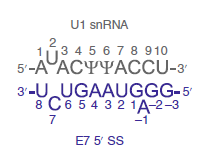 U1 snRNA
1 2 3 4 5 6 7 8 9 10
5′-AUACΨΨACCU-3′
3′-UCUGAAUGGG-5′
8 7 6 5 4 3 2 1 A –2 –3
–1
E7 5′ SS